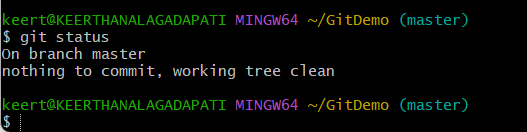 keert@KEERTHANALAGADAPATI MINGW64 ~/GitDemo (master)
$ git status
On branch master
nothing to commit, working tree clean
keert@KEERTHANALAGADAPATI MINGW64 ~/GitDemo (master)
$